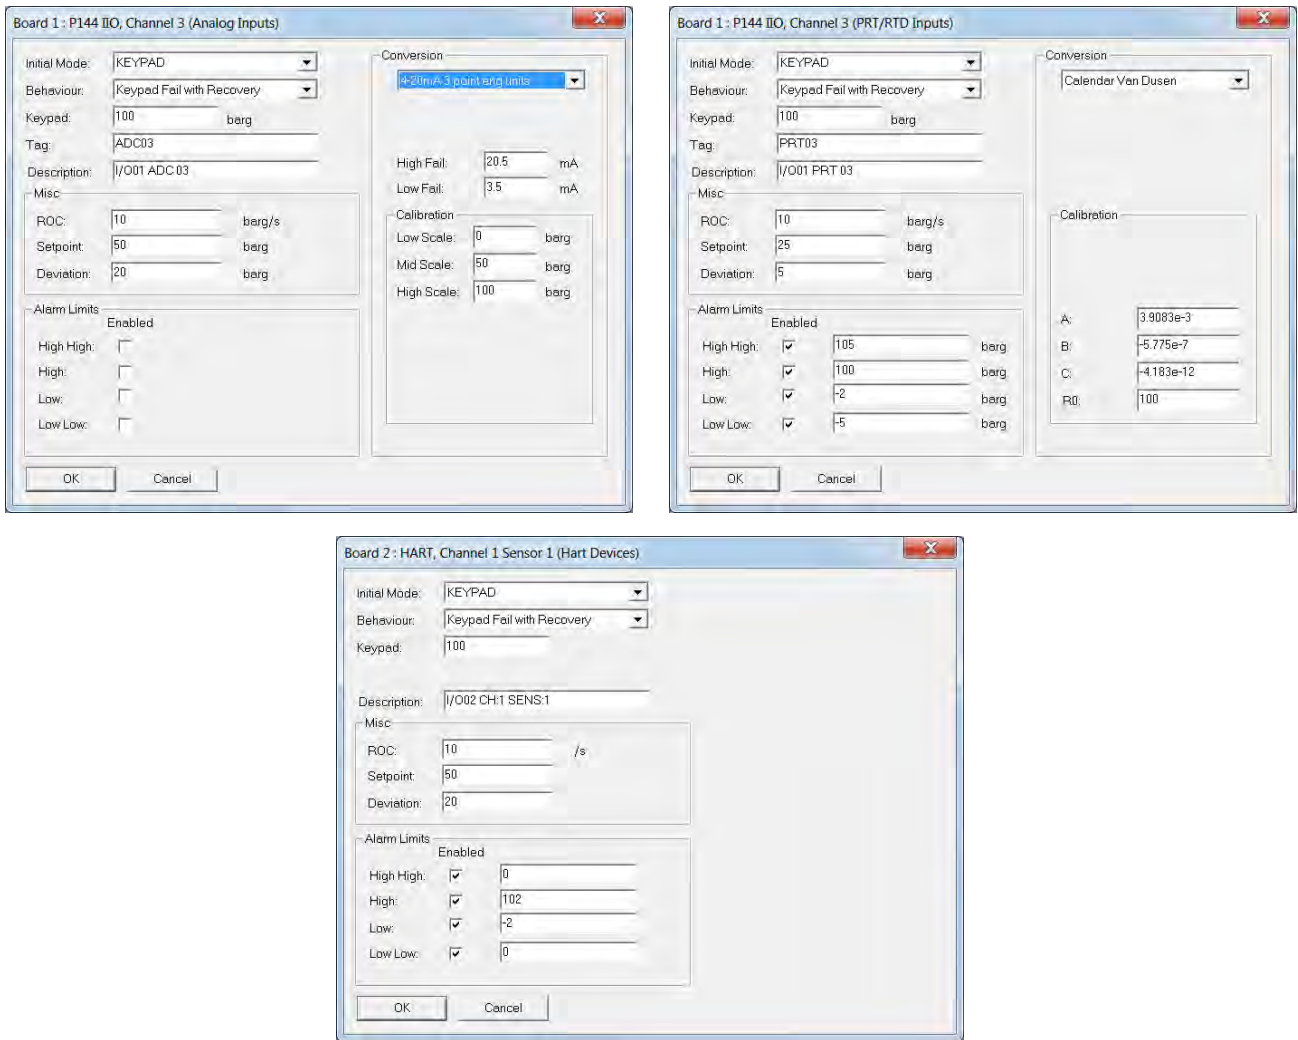 Board 1 : P144 IIO, Channel 3 (Analog Inputs)
Initial Mode: KEYPAD
Behaviour: Keypad Fail with Recovery
Keypad: 100 barg
Tag: ADC03
Description: I/O01 ADC 03
Misc
ROC: 10 barg/s
Setpoint: 50 barg
Deviation: 20 barg
Alarm Limits
Enabled
High High:
High:
Low:
Low Low:
Conversion
4-20mA 3 point eng units
High Fail: 20.5 mA
Low Fail: 3.5 mA
Calibration
Low Scale: 0 barg
Mid Scale: 50 barg
High Scale: 100 barg
OK Cancel
Board 1 : P144 IIO, Channel 3 (PRT/RTD Inputs)
Initial Mode: KEYPAD
Behaviour: Keypad Fail with Recovery
Keypad: 100 barg
Tag: PRT03
Description: I/O01 PRT 03
Misc
ROC: 10 barg/s
Setpoint: 25 barg
Deviation: 5 barg
Alarm Limits
Enabled
High High: 105 barg
High: 100 barg
Low: -2 barg
Low Low: -5 barg
Conversion
Calendar Van Dusen
Calibration
A: 3.9083e-3
B: -5.775e-7
C: -4.183e-12
R0: 100
OK Cancel
Board 2 : HART, Channel 1 Sensor 1 (Hart Devices)
Initial Mode: KEYPAD
Behaviour: Keypad Fail with Recovery
Keypad: 100
Description: I/O02 CH:1 SENS:1
Misc
ROC: 10 /s
Setpoint: 50
Deviation: 20
Alarm Limits
Enabled
High High: 0
High: 102
Low: -2
Low Low: 0
OK Cancel